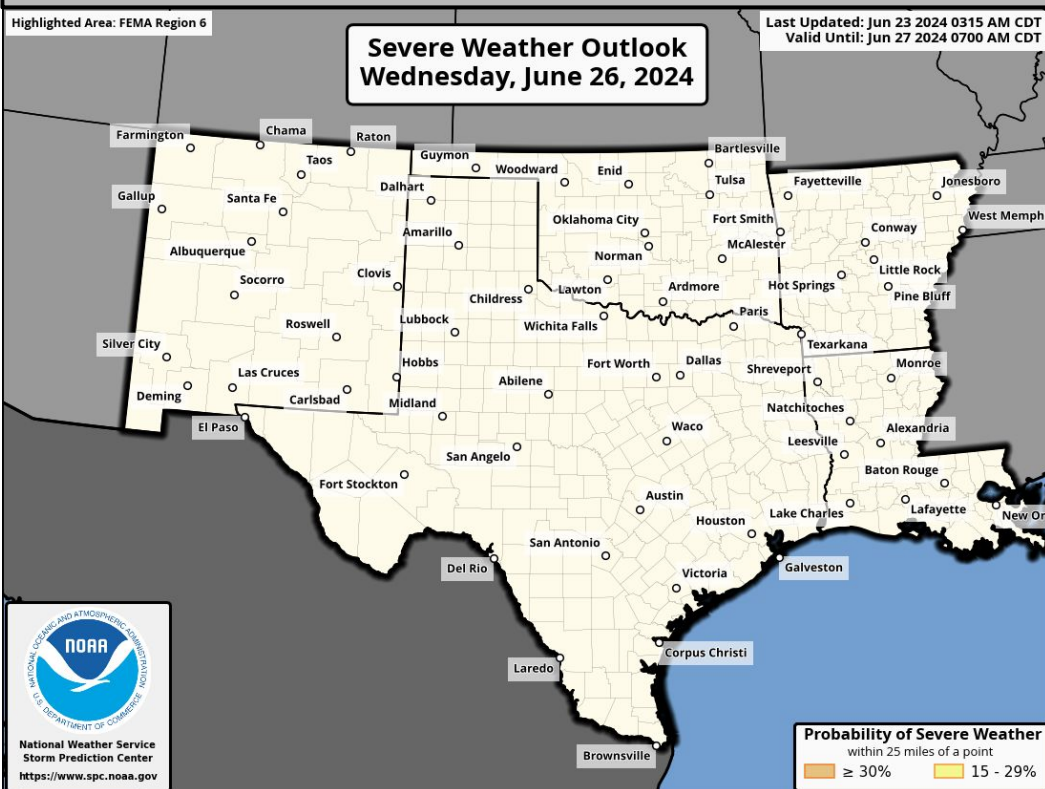 Highlighted Area: FEMA Region 6
Severe Weather Outlook
Wednesday, June 26, 2024
Last Updated: Jun 23 2024 0315 AM CDT
Valid Until: Jun 27 2024 0700 AM CDT
Farmington
Chama
Raton
Taos
Guymon
Woodward
Enid
Bartlesville
Tulsa
Fayetteville
Jonesboro
Gallup
Santa Fe
Dalhart
Oklahoma City
Fort Smith
West Memph
Albuquerque
Amarillo
Norman
McAlester
Conway
Socorro
Clovis
Childress
Lawton
Ardmore
Hot Springs
Little Rock
Pine Bluff
Roswell
Lubbock
Wichita Falls
Paris
Texarkana
Silver City
Las Cruces
Hobbs
Fort Worth
Dallas
Shreveport
Monroe
Deming
Carlsbad
Midland
Abilene
Natchitoches
El Paso
San Angelo
Waco
Leesville
Alexandria
Fort Stockton
Baton Rouge
Austin
Houston
Lake Charles
Lafayette
New Or
Del Rio
San Antonio
Victoria
Galveston
Laredo
Corpus Christi
Brownsville
NATIONAL OCEANIC AND ATMOSPHERIC ADMINISTRATION
NOAA
U.S. DEPARTMENT OF COMMERCE
National Weather Service
Storm Prediction Center
https://www.spc.noaa.gov
Probability of Severe Weather
within 25 miles of a point
≥ 30%
15 - 29%